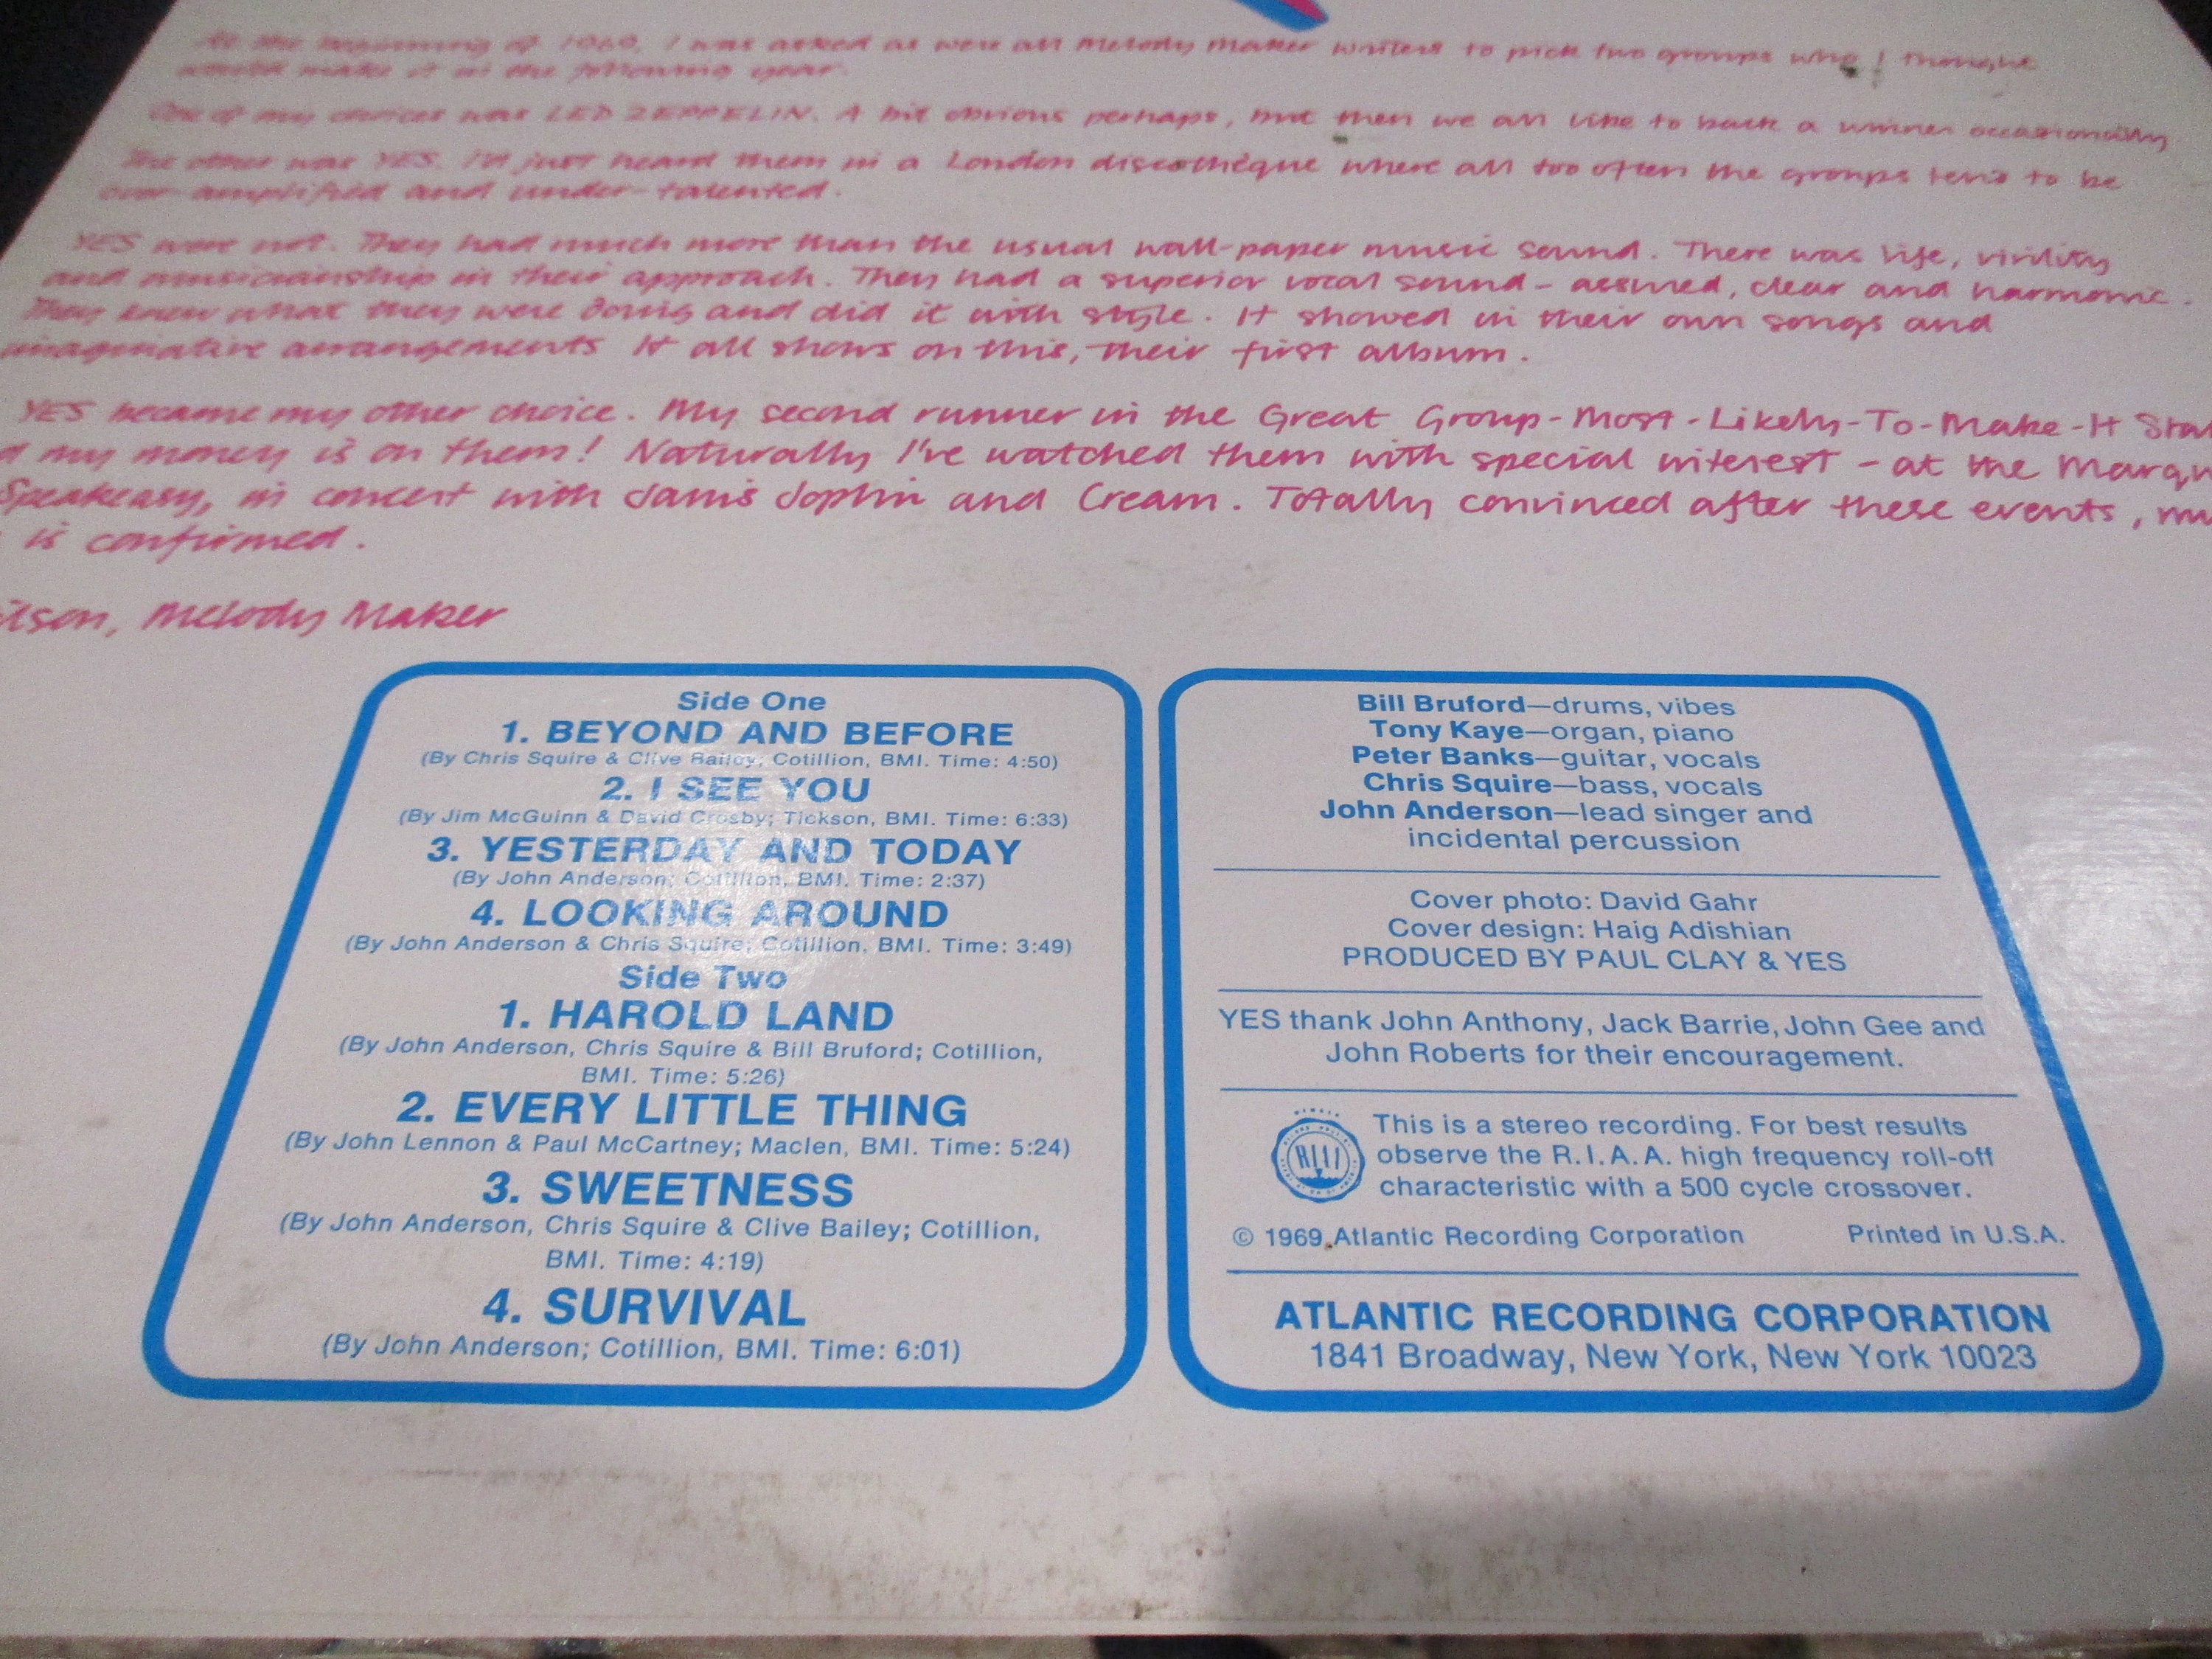 At the beginning of 1969, I was asked as were all Melody Maker writers to pick two groups who I thought
would make it in the following year.
One of my choices was LED ZEPPELIN. A bit obvious perhaps, but then we all like to back a winner occasionally
The other was YES. I'd just heard them in a London discothèque where all too often the groups tend to be
over-amplified and under-talented.
YES were not. They had much more than the usual wall-paper music sound. There was life, virility
and musicianship in their approach. They had a superior vocal sound - assured, clear and harmonic.
They knew what they were doing and did it with style. It showed in their own songs and
imaginative arrangements It all shows on this, their first album.
YES became my other choice. My second runner in the Great Group-Most-Likely-To-Make-It Sta
my money is on them! Naturally I've watched them with special interest - at the Marqu
Speakeasy, in concert with Janis Joplin and Cream. Totally convinced after these events, m
is confirmed.
ilson, Melody Maker
Side One
1. BEYOND AND BEFORE
(By Chris Squire & Clive Bailey; Cotillion, BMI. Time: 4:50)
2. I SEE YOU
(By Jim McGuinn & David Crosby; Tickson, BMI. Time: 6:33)
3. YESTERDAY AND TODAY
(By John Anderson; Cotillion, BMI. Time: 2:37)
4. LOOKING AROUND
(By John Anderson & Chris Squire; Cotillion, BMI. Time: 3:49)
Side Two
1. HAROLD LAND
(By John Anderson, Chris Squire & Bill Bruford; Cotillion,
BMI. Time: 5:26)
2. EVERY LITTLE THING
(By John Lennon & Paul McCartney; Maclen, BMI. Time: 5:24)
3. SWEETNESS
(By John Anderson, Chris Squire & Clive Bailey; Cotillion,
BMI. Time: 4:19)
4. SURVIVAL
(By John Anderson; Cotillion, BMI. Time: 6:01)
Bill Bruford—drums, vibes
Tony Kaye—organ, piano
Peter Banks—guitar, vocals
Chris Squire—bass, vocals
John Anderson—lead singer and
incidental percussion
Cover photo: David Gahr
Cover design: Haig Adishian
PRODUCED BY PAUL CLAY & YES
YES thank John Anthony, Jack Barrie, John Gee and
John Roberts for their encouragement.
This is a stereo recording. For best results
observe the R.I.A.A. high frequency roll-off
characteristic with a 500 cycle crossover.
© 1969 Atlantic Recording Corporation Printed in U.S.A.
ATLANTIC RECORDING CORPORATION
1841 Broadway, New York, New York 10023